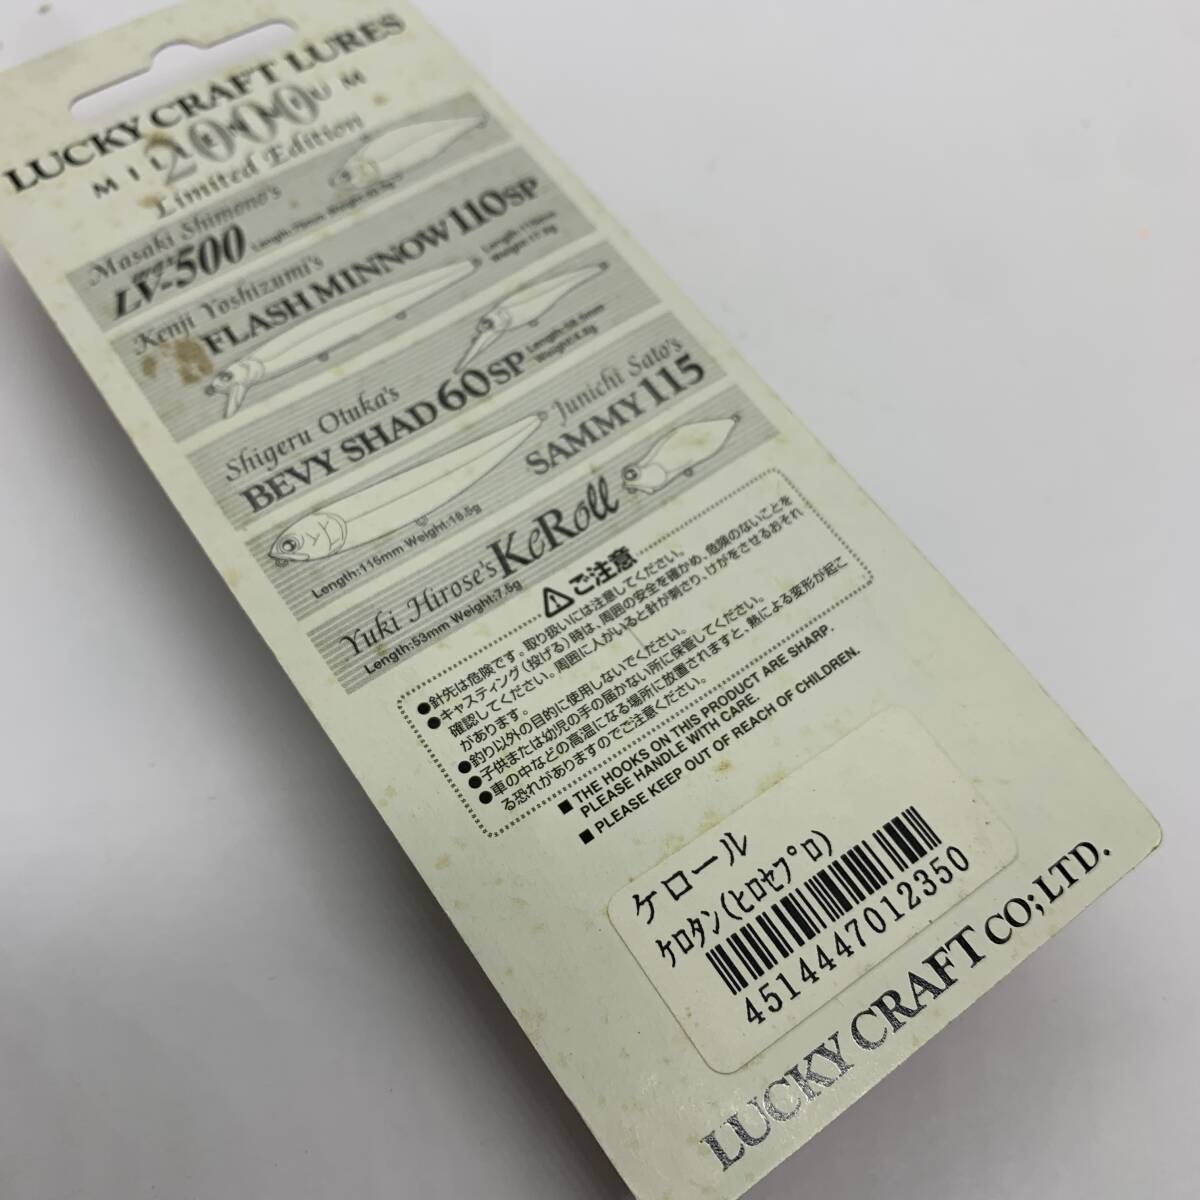 LUCKY CRAFT LURES
2000
MILLENIUM
Limited Edition
Masaki Shimono's
LV-500
Kenji Yoshizumi's
FLASH MINNOW 110SP
Shigeru Otuka's
BEVY SHAD 60SP
Junichi Sato's
SAMMY 115
Length:115mm Weight:16.5g
Yuki Hirose's KeRoll
Length:53mm Weight:7.5g
⚠ご注意
●針先は危険です。取り扱いには注意してください。
●キャスティング(投げる)時は、周囲の安全を確かめ、危険のないことを
確認してください。周囲に人がいると針が刺さり、けがをさせるおそれ
があります。
●釣り以外の目的に使用しないでください。
●子供または幼児の手の届かない所に保管してください。
●車の中などの高温になる場所に放置されますと、熱による変形が起こ
る恐れがありますのでご注意ください。
■ THE HOOKS ON THIS PRODUCT ARE SHARP.
PLEASE HANDLE WITH CARE.
■ PLEASE KEEP OUT OF REACH OF CHILDREN.
ケロール
ケロタン(ヒロセプロ)
4514447012350
LUCKY CRAFT CO;LTD.